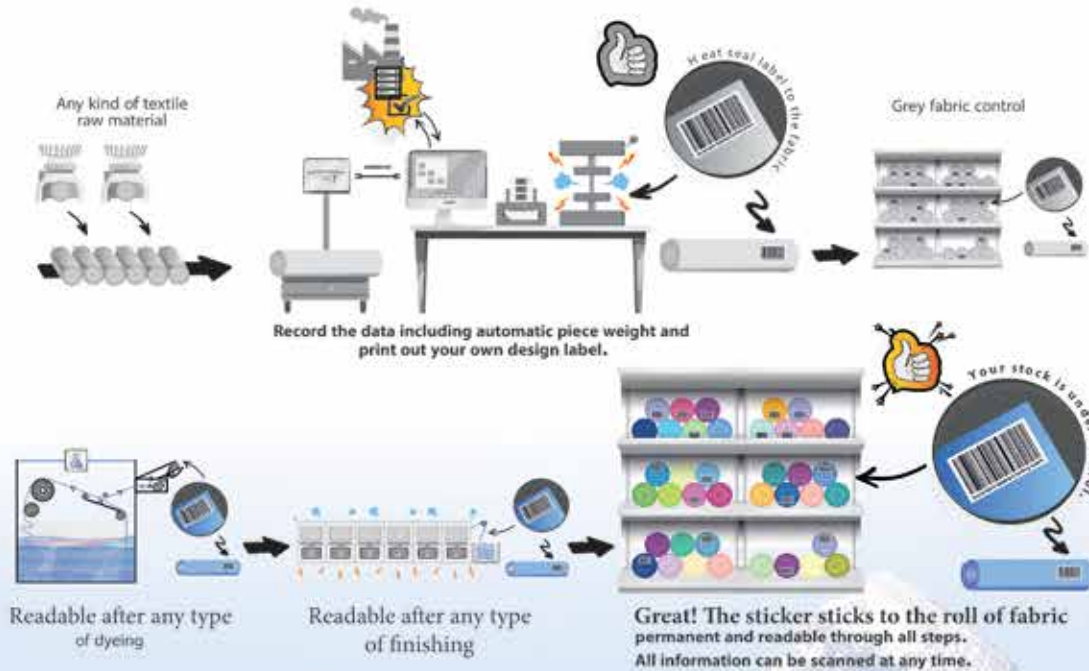 Any kind of textile
raw material
Heat seal label to the fabric
Grey fabric control
Record the data including automatic piece weight and
print out your own design label.
Your stock is under
Readable after any type
of dyeing
Readable after any type
of finishing
Great! The sticker sticks to the roll of fabric
permanent and readable through all steps.
All information can be scanned at any time.